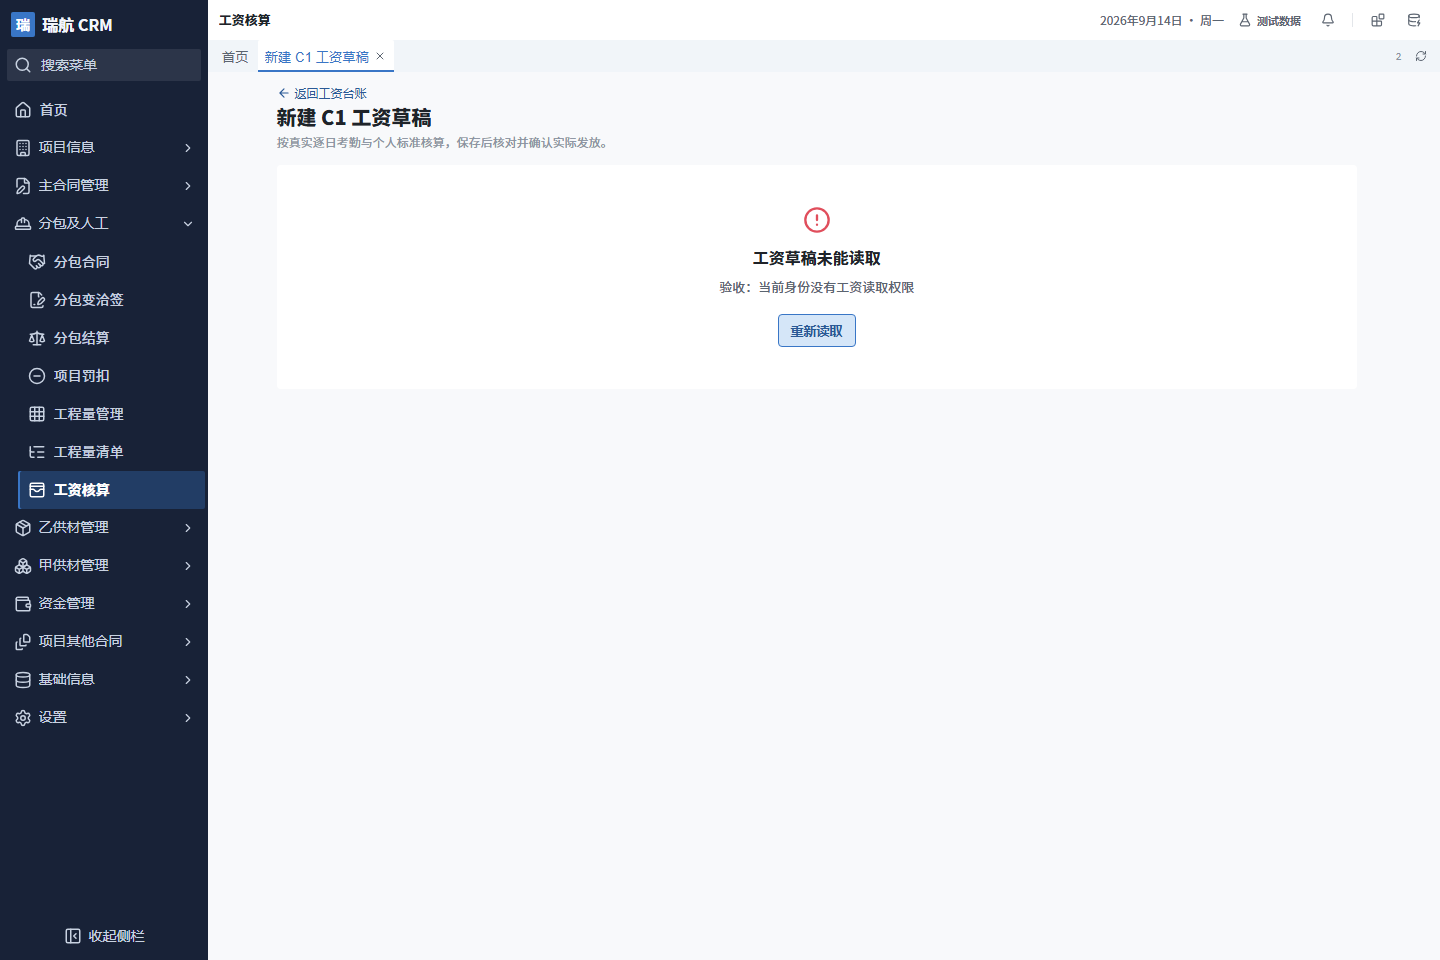 瑞 瑞航 CRM
搜索菜单
首页
项目信息
主合同管理
分包及人工
分包合同
分包变洽签
分包结算
项目罚扣
工程量管理
工程量清单
工资核算
乙供材管理
甲供材管理
资金管理
项目其他合同
基础信息
设置
收起侧栏
工资核算
2026年9月14日 · 周一 测试数据
首页 新建 C1 工资草稿 2
返回工资台账
新建 C1 工资草稿
按真实逐日考勤与个人标准核算，保存后核对并确认实际发放。
工资草稿未能读取
验收：当前身份没有工资读取权限
重新读取